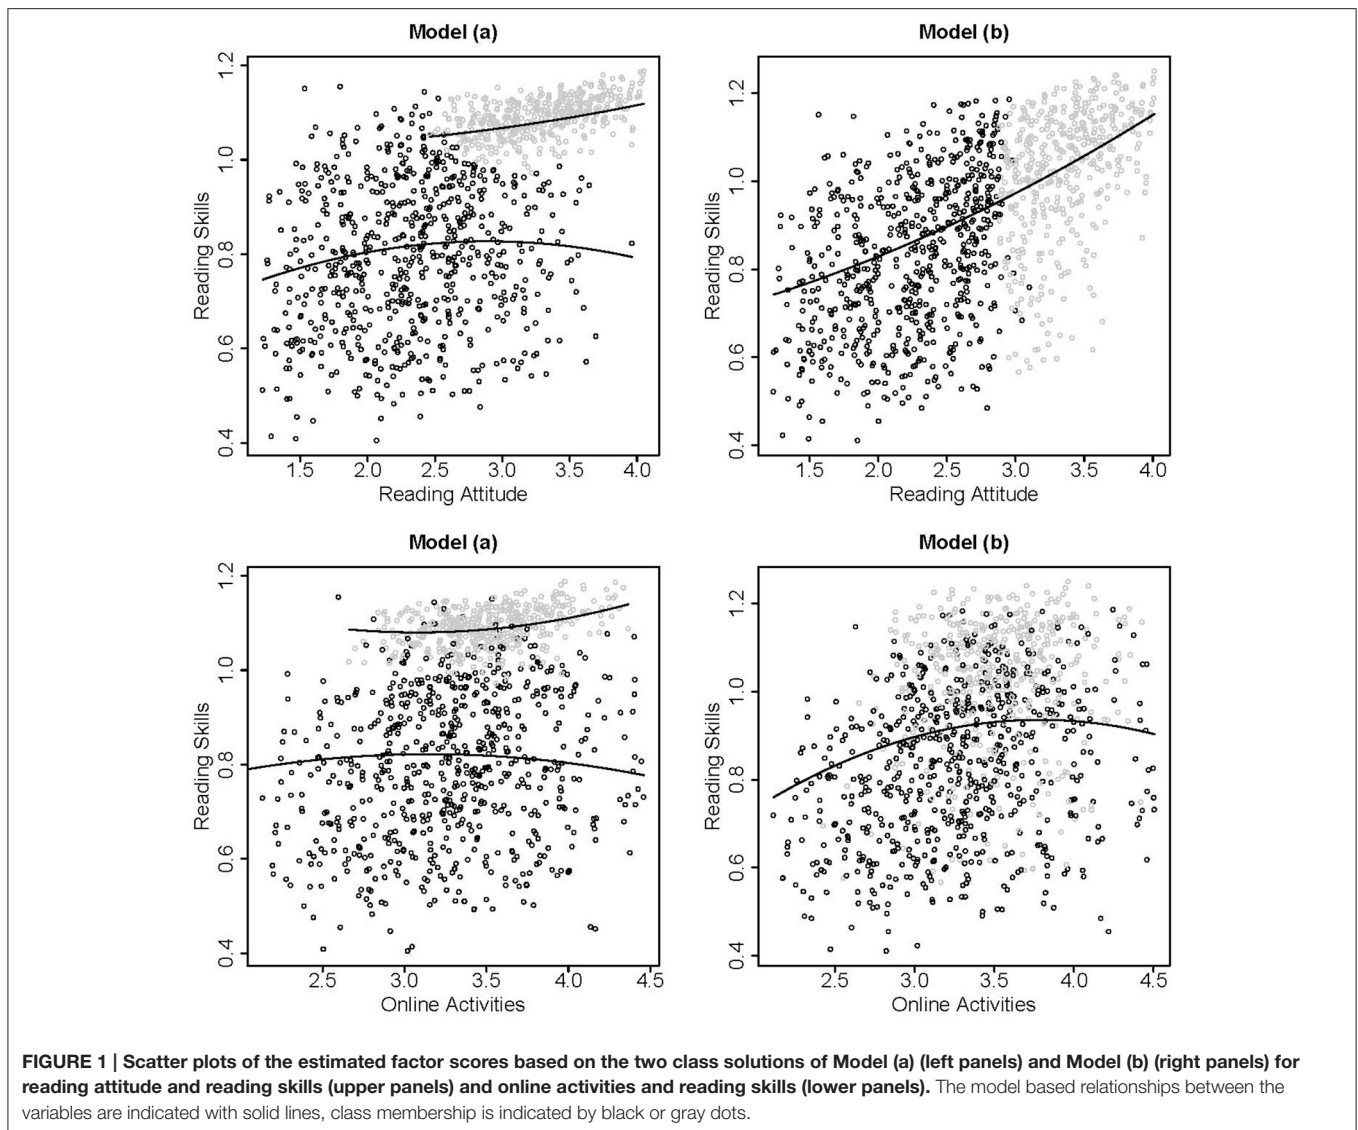 Model (a)
Model (b)
Reading Skills
1.2
1.0
0.8
0.6
0.4
1.5 2.0 2.5 3.0 3.5 4.0
Reading Attitude
Reading Skills
1.2
1.0
0.8
0.6
0.4
1.5 2.0 2.5 3.0 3.5 4.0
Reading Attitude
Model (a)
Model (b)
Reading Skills
1.2
1.0
0.8
0.6
0.4
2.5 3.0 3.5 4.0 4.5
Online Activities
Reading Skills
1.2
1.0
0.8
0.6
0.4
2.5 3.0 3.5 4.0 4.5
Online Activities
FIGURE 1 | Scatter plots of the estimated factor scores based on the two class solutions of Model (a) (left panels) and Model (b) (right panels) for
reading attitude and reading skills (upper panels) and online activities and reading skills (lower panels). The model based relationships between the
variables are indicated with solid lines, class membership is indicated by black or gray dots.